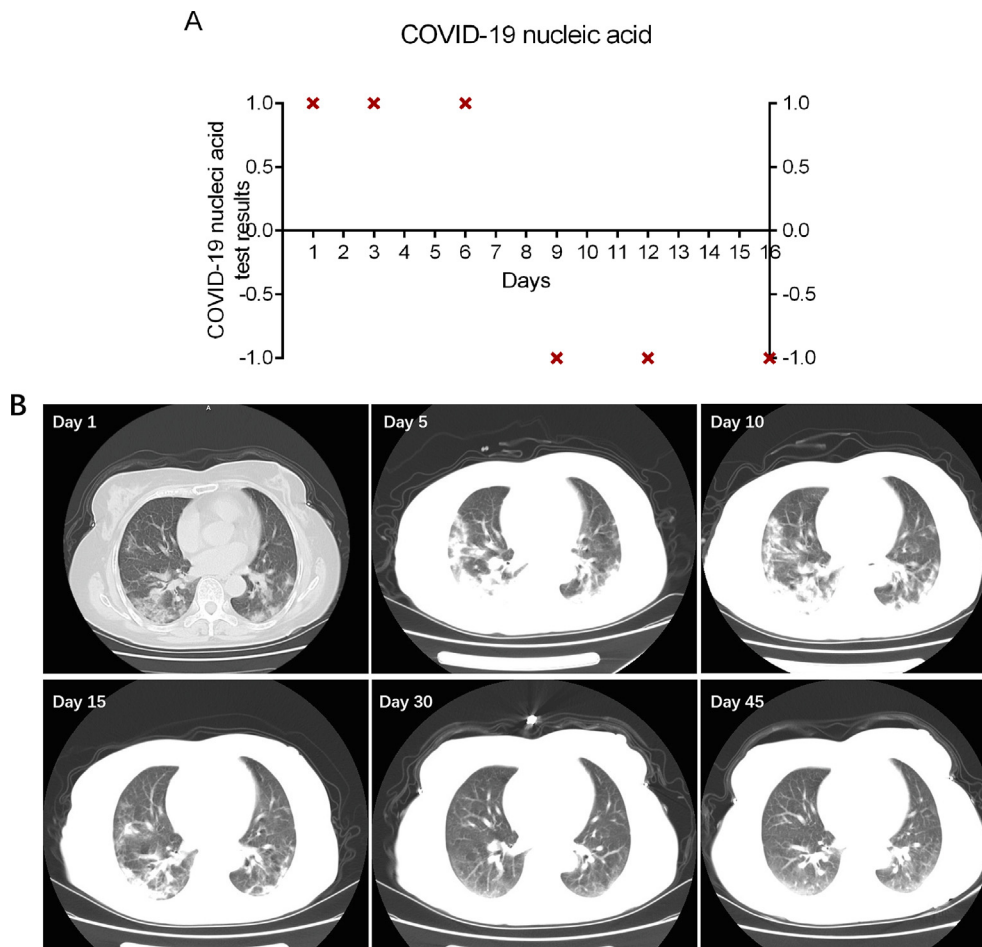 A
COVID-19 nucleic acid
COVID-19 nucleci acid
test results
1.0
0.5
0.0
-0.5
-1.0
1.0
0.5
0.0
-0.5
-1.0
1 2 3 4 5 6 7 8 9 10 11 12 13 14 15 16
Days
B
Day 1
A
Day 5
Day 10
Day 15
Day 30
Day 45